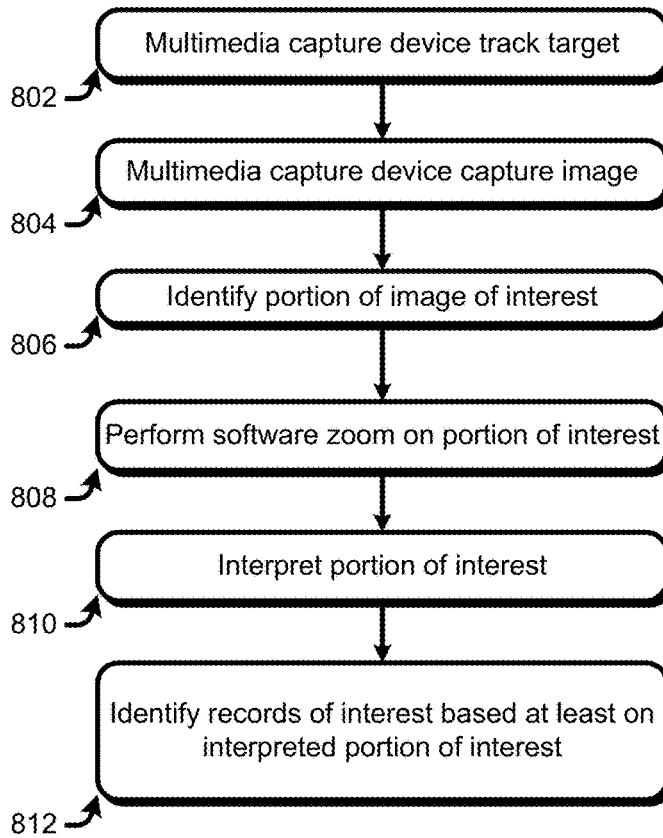 Multimedia capture device track target
802
Multimedia capture device capture image
804
Identify portion of image of interest
806
Perform software zoom on portion of interest
808
Interpret portion of interest
810
Identify records of interest based at least on
interpreted portion of interest
812